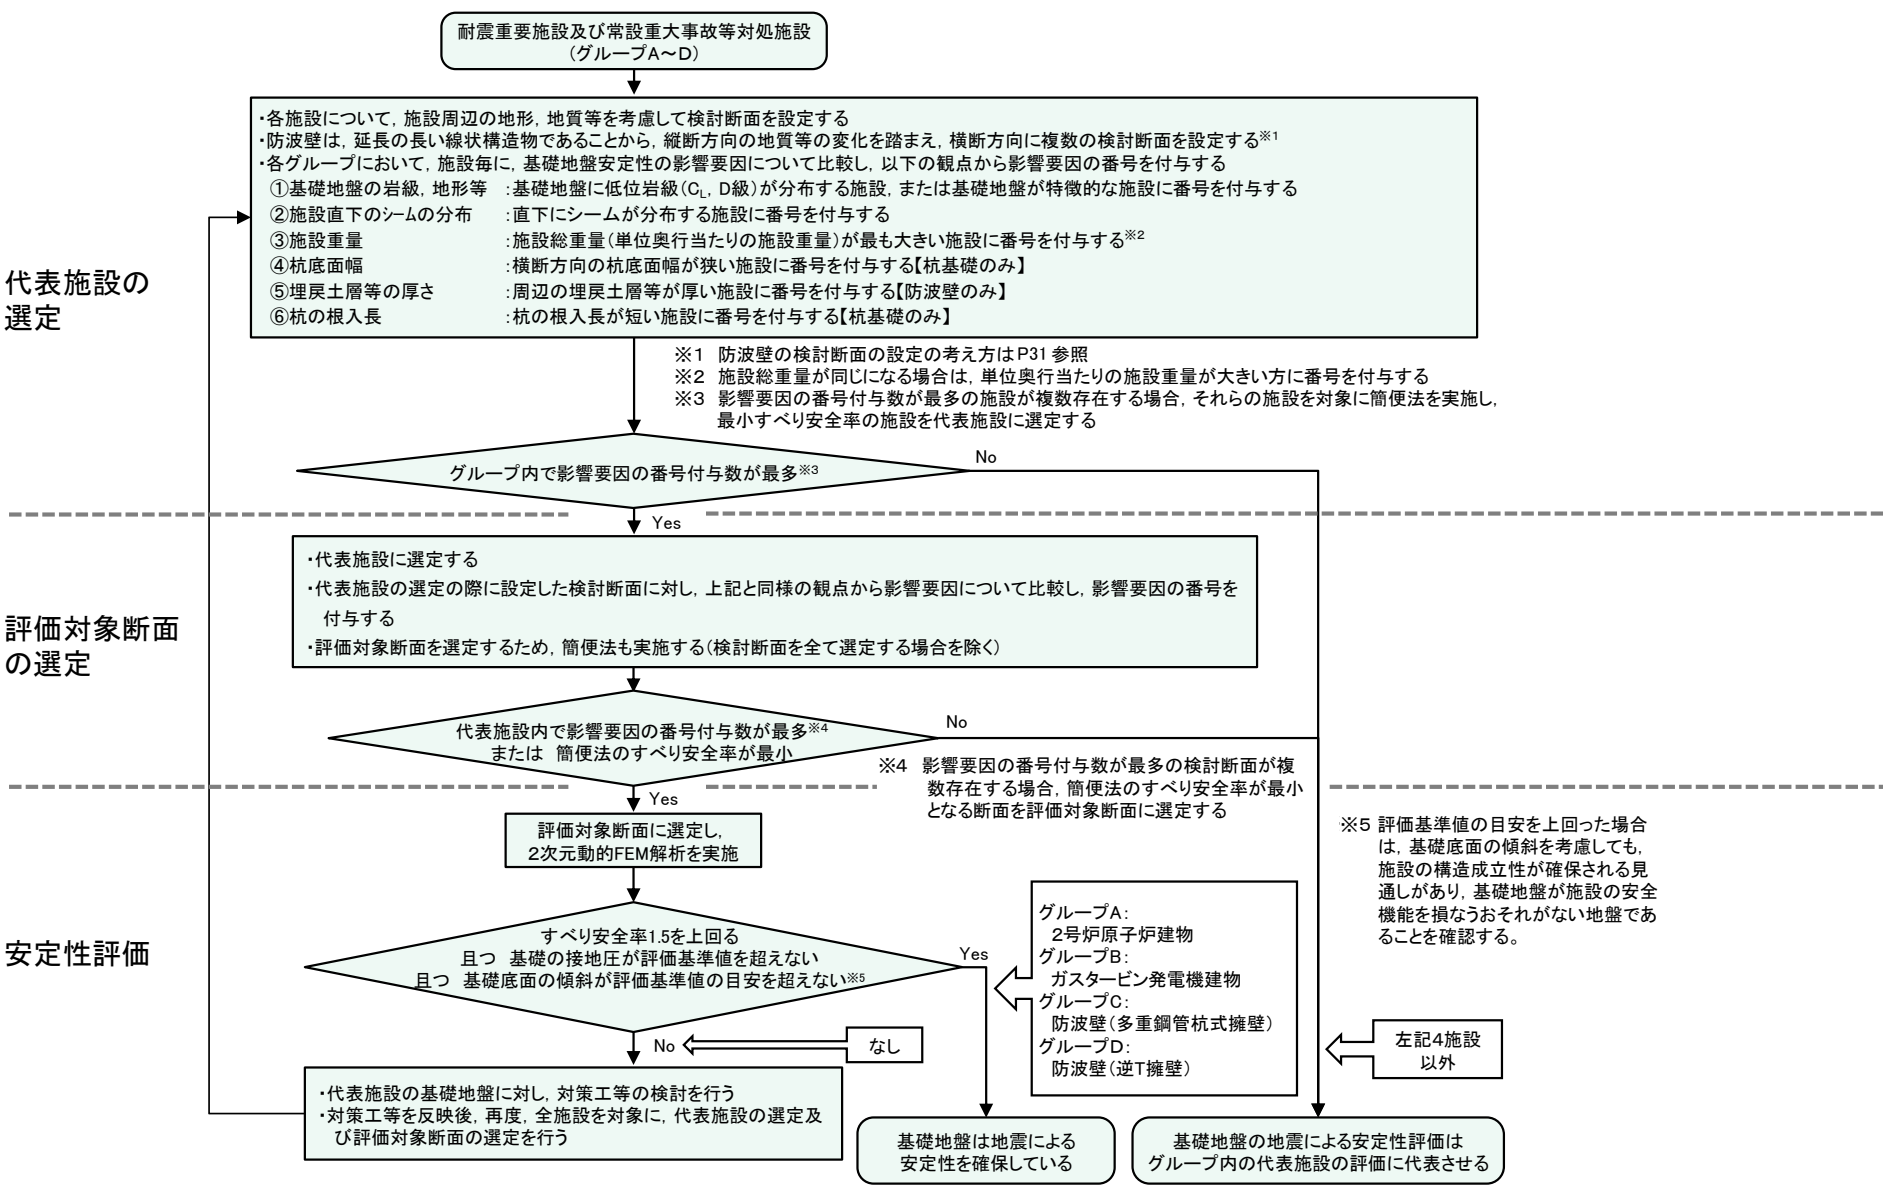 耐震重要施設及び常設重大事故等対処施設
(グループA～D)
・各施設について，施設周辺の地形，地質等を考慮して検討断面を設定する
・防波壁は，延長の長い線状構造物であることから，縦断方向の地質等の変化を踏まえ，横断方向に複数の検討断面を設定する※1
・各グループにおいて，施設毎に，基礎地盤安定性の影響要因について比較し，以下の観点から影響要因の番号を付与する
①基礎地盤の岩級，地形等 ：基礎地盤に低位岩級(CL，D級)が分布する施設，または基礎地盤が特徴的な施設に番号を付与する
②施設直下のシームの分布 ：直下にシームが分布する施設に番号を付与する
③施設重量 ：施設総重量(単位奥行当たりの施設重量)が最も大きい施設に番号を付与する※2
④杭底面幅 ：横断方向の杭底面幅が狭い施設に番号を付与する【杭基礎のみ】
⑤埋戻土層等の厚さ ：周辺の埋戻土層等が厚い施設に番号を付与する【防波壁のみ】
⑥杭の根入長 ：杭の根入長が短い施設に番号を付与する【杭基礎のみ】
代表施設の
選定
※1 防波壁の検討断面の設定の考え方はP31参照
※2 施設総重量が同じになる場合は，単位奥行当たりの施設重量が大きい方に番号を付与する
※3 影響要因の番号付与数が最多の施設が複数存在する場合，それらの施設を対象に簡便法を実施し，
最小すべり安全率の施設を代表施設に選定する
グループ内で影響要因の番号付与数が最多※3
No
Yes
・代表施設に選定する
・代表施設の選定の際に設定した検討断面に対し，上記と同様の観点から影響要因について比較し，影響要因の番号を
付与する
・評価対象断面を選定するため，簡便法も実施する(検討断面を全て選定する場合を除く)
評価対象断面
の選定
代表施設内で影響要因の番号付与数が最多※4
または 簡便法のすべり安全率が最小
No
※4 影響要因の番号付与数が最多の検討断面が複
数存在する場合，簡便法のすべり安全率が最小
となる断面を評価対象断面に選定する
Yes
評価対象断面に選定し，
２次元動的FEM解析を実施
※5 評価基準値の目安を上回った場合
は，基礎底面の傾斜を考慮しても，
施設の構造成立性が確保される見
通しがあり，基礎地盤が施設の安全
機能を損なうおそれがない地盤であ
ることを確認する。
安定性評価
すべり安全率1.5を上回る
且つ 基礎の接地圧が評価基準値を超えない
且つ 基礎底面の傾斜が評価基準値の目安を超えない※5
Yes
グループA：
２号炉原子炉建物
グループB：
ガスタービン発電機建物
グループC：
防波壁(多重鋼管杭式擁壁)
グループD：
防波壁(逆T擁壁)
No
なし
左記４施設
以外
・代表施設の基礎地盤に対し，対策工等の検討を行う
・対策工等を反映後，再度，全施設を対象に，代表施設の選定及
び評価対象断面の選定を行う
基礎地盤は地震による
安定性を確保している
基礎地盤の地震による安定性評価は
グループ内の代表施設の評価に代表させる